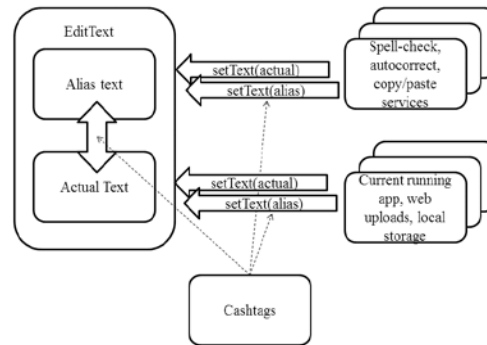 EditText
Alias text
Actual Text
setText(actual)
setText(alias)
setText(actual)
setText(alias)
Spell-check,
autocorrect,
copy/paste
services
Current running
app, web
uploads, local
storage
Cashtags